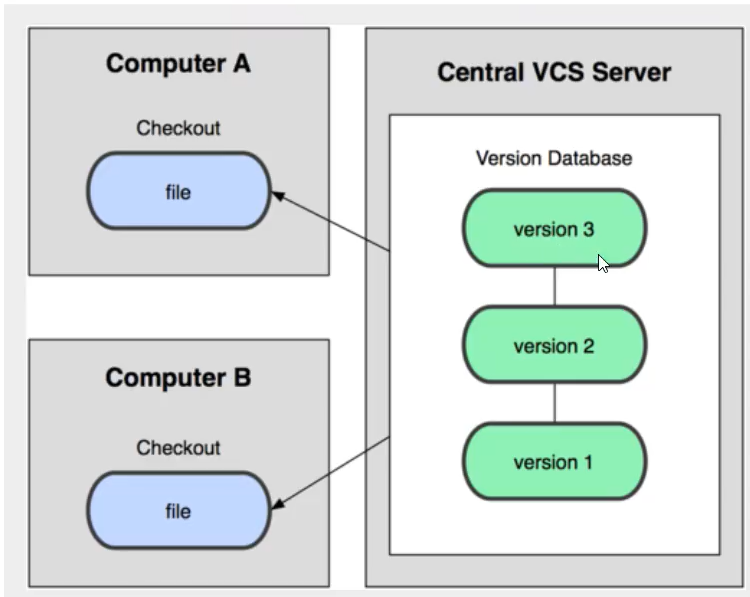 Computer A
Checkout
file
Computer B
Checkout
file
Central VCS Server
Version Database
version 3
version 2
version 1